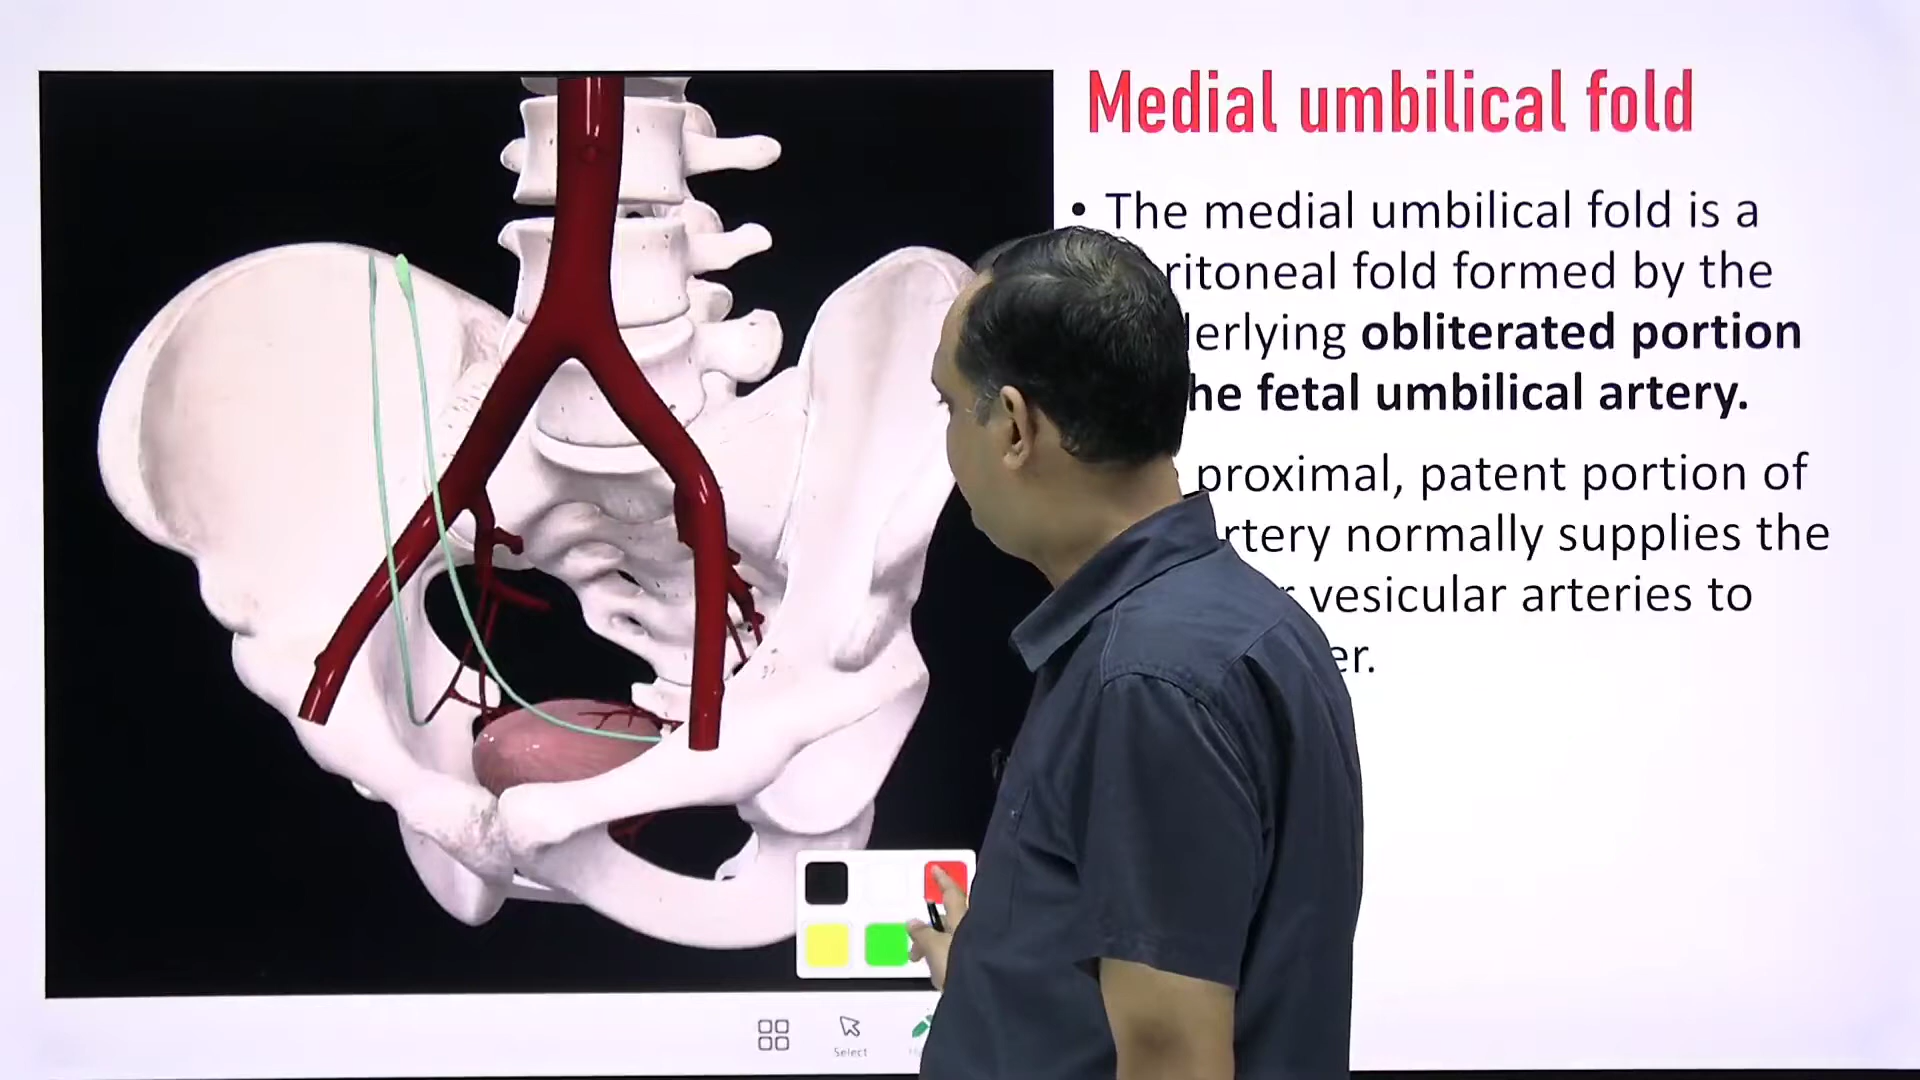 Medial umbilical fold
• The medial umbilical fold is a
ritoneal fold formed by the
erlying obliterated portion
he fetal umbilical artery.
proximal, patent portion of
rtery normally supplies the
vesicular arteries to
er.
Select